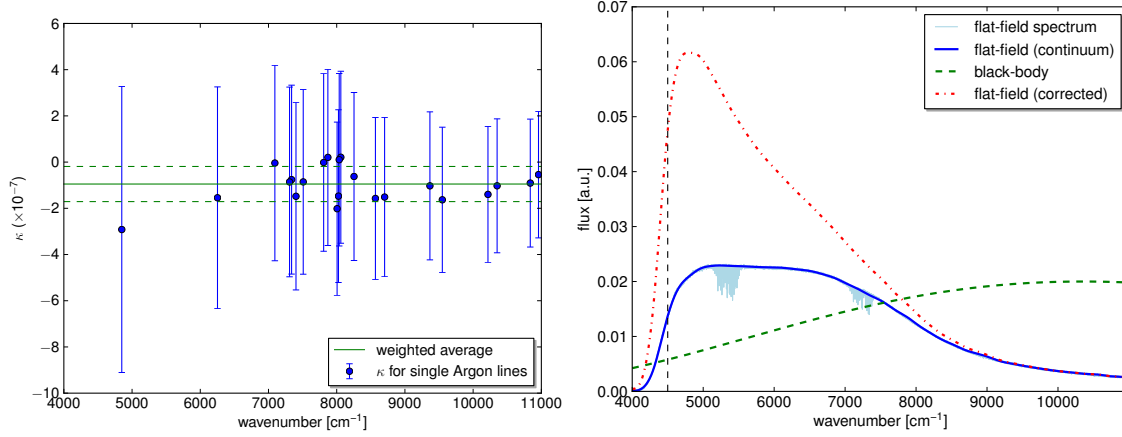 6
4
2
0
−2
−4
−6
−8
−10
κ (×10⁻⁷)
4000 5000 6000 7000 8000 9000 10000 11000
wavenumber [cm⁻¹]
weighted average
κ for single Argon lines
0.07
0.06
0.05
0.04
0.03
0.02
0.01
0.00
flux [a.u.]
4000 5000 6000 7000 8000 9000 10000
wavenumber [cm⁻¹]
flat-field spectrum
flat-field (continuum)
black-body
flat-field (corrected)